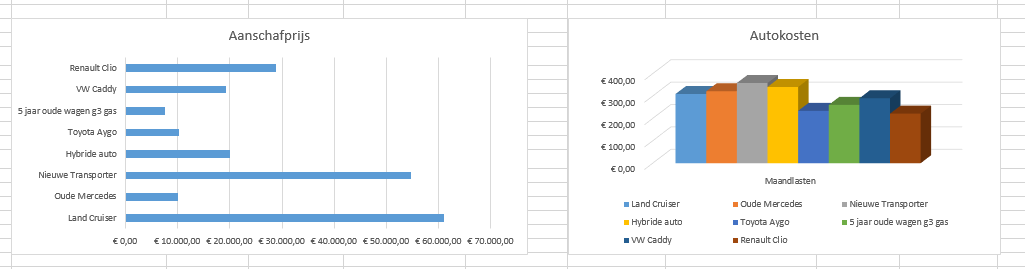 Aanschafprijs
Renault Clio
VW Caddy
5 jaar oude wagen g3 gas
Toyota Aygo
Hybride auto
Nieuwe Transporter
Oude Mercedes
Land Cruiser
€ 0,00 € 10.000,00 € 20.000,00 € 30.000,00 € 40.000,00 € 50.000,00 € 60.000,00 € 70.000,00
Autokosten
€ 400,00
€ 300,00
€ 200,00
€ 100,00
€ 0,00
Maandlasten
Land Cruiser Oude Mercedes Nieuwe Transporter
Hybride auto Toyota Aygo 5 jaar oude wagen g3 gas
VW Caddy Renault Clio